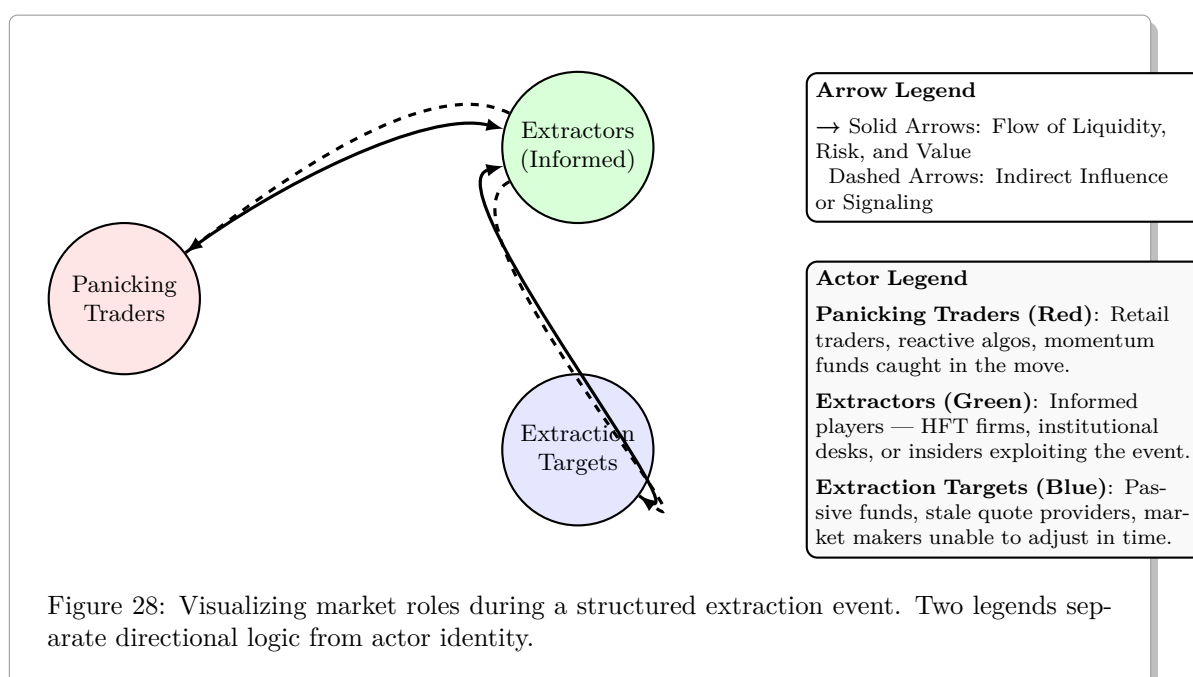 Extractors
(Informed)
Panicking
Traders
Extraction
Targets
Arrow Legend
→ Solid Arrows: Flow of Liquidity,
Risk, and Value
Dashed Arrows: Indirect Influence
or Signaling
Actor Legend
Panicking Traders (Red): Retail
traders, reactive algos, momentum
funds caught in the move.
Extractors (Green): Informed
players — HFT firms, institutional
desks, or insiders exploiting the event.
Extraction Targets (Blue): Pas-
sive funds, stale quote providers, mar-
ket makers unable to adjust in time.
Figure 28: Visualizing market roles during a structured extraction event. Two legends sep-
arate directional logic from actor identity.